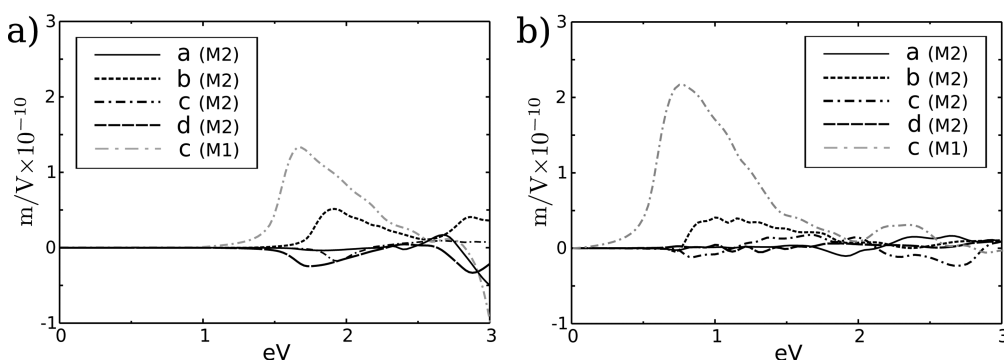 a)
3
2
1
0
-1
m/V×10⁻¹⁰
a (M2)
b (M2)
c (M2)
d (M2)
c (M1)
0
1
2
3
eV
b)
3
2
1
0
-1
m/V×10⁻¹⁰
a (M2)
b (M2)
c (M2)
d (M2)
c (M1)
0
1
2
3
eV